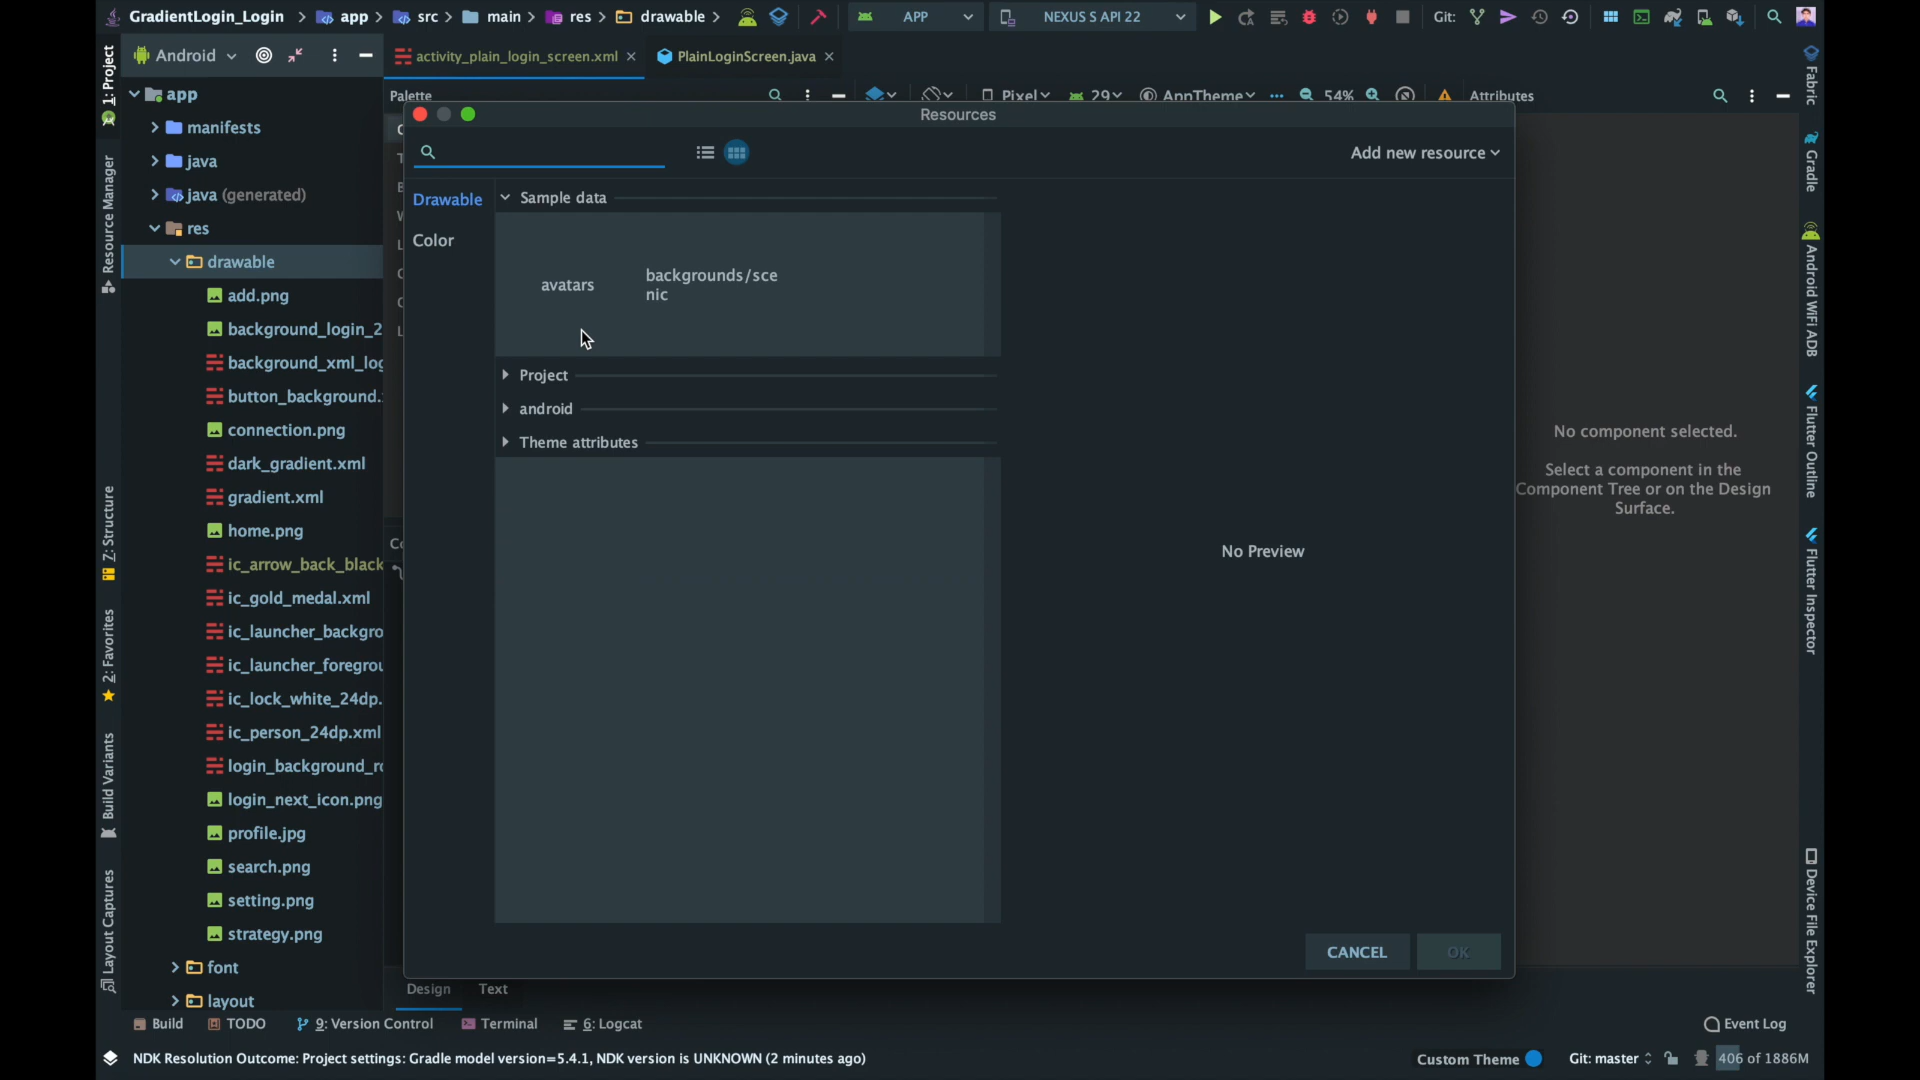 GradientLogin_Login
app
src
main
res
drawable
APP
NEXUS S API 22
Git:
Android
activity_plain_login_screen.xml
PlainLoginScreen.java
Palette
Pixel
29
AppTheme
54%
Attributes
app
manifests
java
java (generated)
res
drawable
add.png
background_login_2
background_xml_log
button_background.
connection.png
dark_gradient.xml
gradient.xml
home.png
ic_arrow_back_black
ic_gold_medal.xml
ic_launcher_backgro
ic_launcher_foregrou
ic_lock_white_24dp.
ic_person_24dp.xml
login_background_ro
login_next_icon.png
profile.jpg
search.png
setting.png
strategy.png
font
layout
1: Project
Resource Manager
Z: Structure
2: Favorites
Build Variants
Layout Captures
Resources
Add new resource
Drawable
Color
Sample data
avatars
backgrounds/sce
nic
Project
android
Theme attributes
No Preview
CANCEL
OK
No component selected.
Select a component in the
Component Tree or on the Design
Surface.
Fabric
Gradle
Android WiFi ADB
Flutter Outline
Flutter Inspector
Device File Explorer
Design
Text
Build
TODO
9: Version Control
Terminal
6: Logcat
Event Log
NDK Resolution Outcome: Project settings: Gradle model version=5.4.1, NDK version is UNKNOWN (2 minutes ago)
Custom Theme
Git: master
406 of 1886M